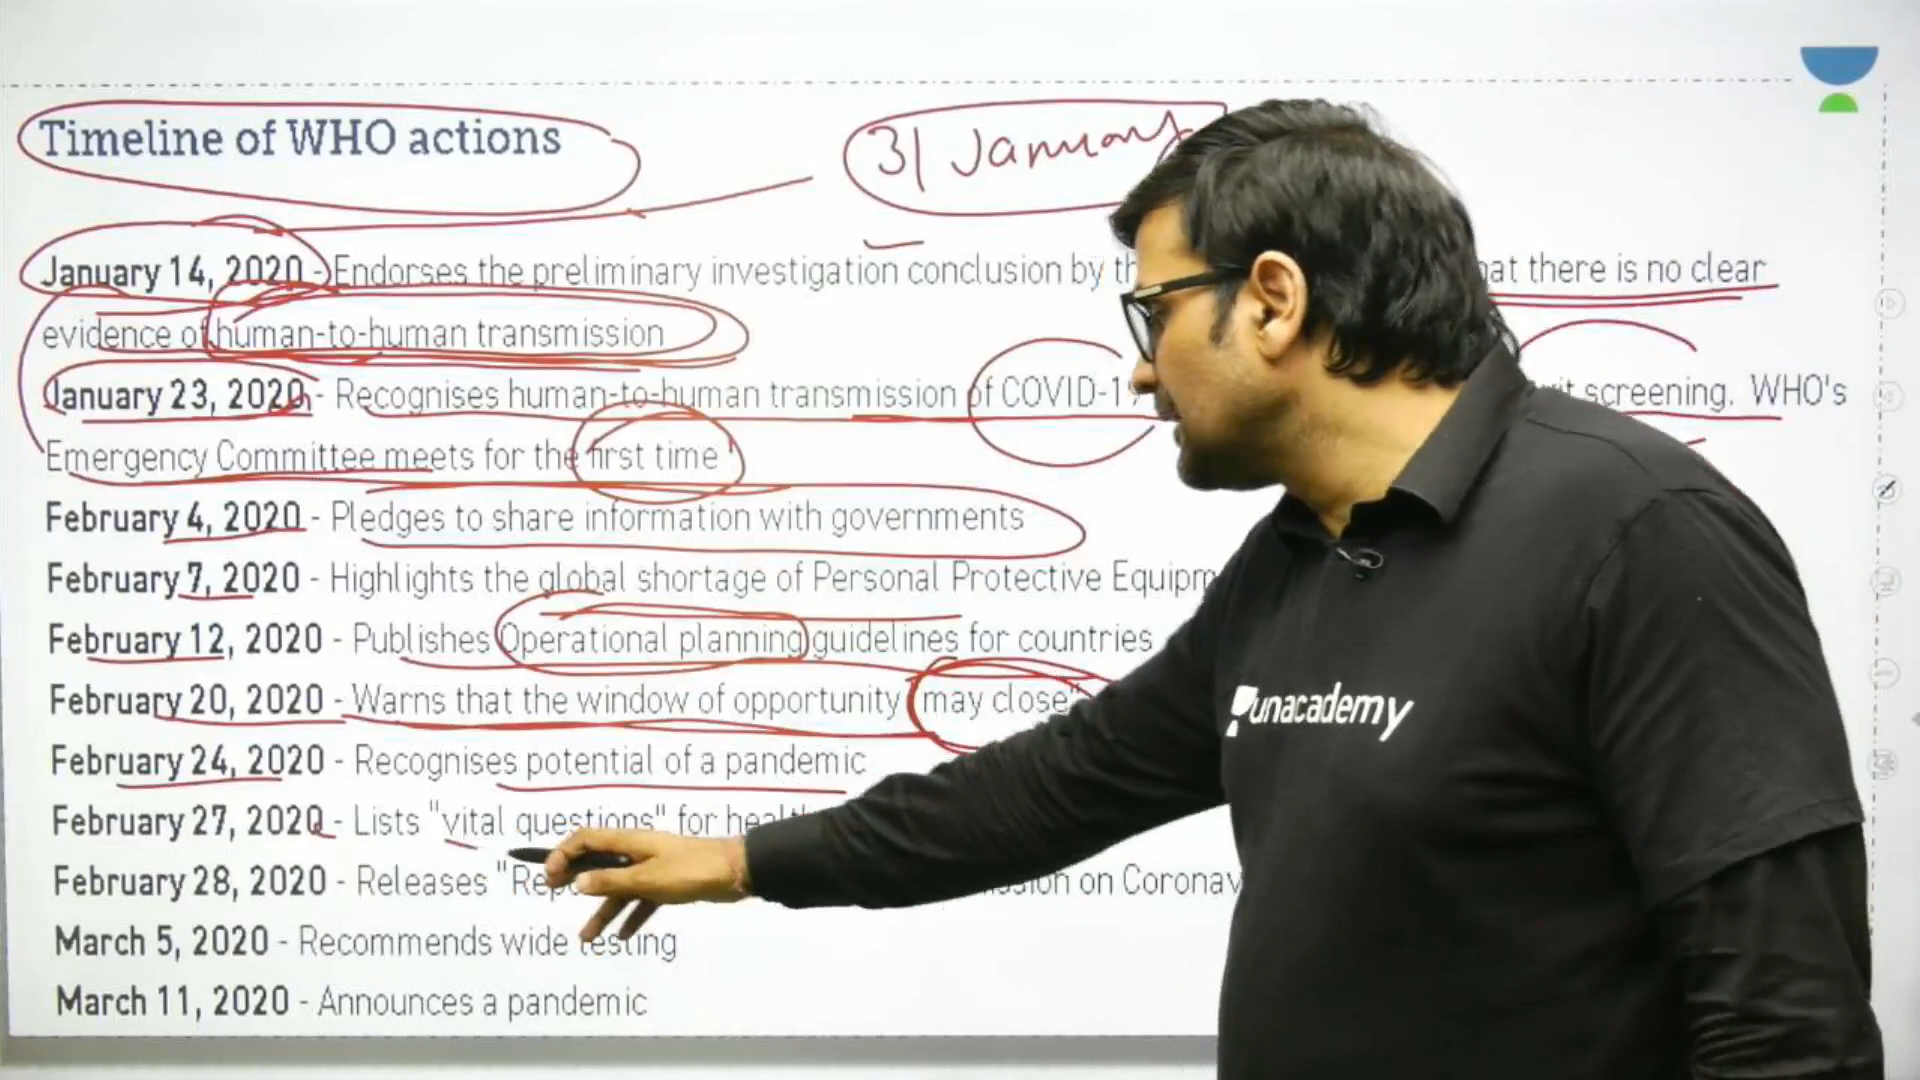 Timeline of WHO actions
31 January
January 14, 2020 - Endorses the preliminary investigation conclusion by th at there is no clear
evidence of human-to-human transmission
January 23, 2020 - Recognises human-to-human transmission of COVID-1 it screening. WHO's
Emergency Committee meets for the first time
February 4, 2020 - Pledges to share information with governments
February 7, 2020 - Highlights the global shortage of Personal Protective Equipm
February 12, 2020 - Publishes Operational planning guidelines for countries
February 20, 2020 - Warns that the window of opportunity "may close"
February 24, 2020 - Recognises potential of a pandemic
February 27, 2020 - Lists "vital questions" for healt
February 28, 2020 - Releases "Rep ission on Coronav
March 5, 2020 - Recommends wide testing
March 11, 2020 - Announces a pandemic
unacademy